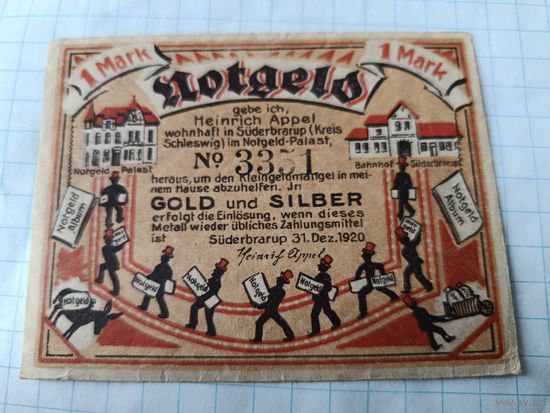 1 Mark
1 Mark
Notgeld
gebe ich,
Heinrich Appel
wohnhaft in Süderbrarup (Kreis
Schleswig) im Notgeld-Palast,
No 3351
Notgeld - Palast
Bahnhof Süderbrarup
heraus, um den Kleingeldmangel in mei-
nem Hause abzuhelfen. Jn
GOLD und SILBER
erfolgt die Einlösung, wenn dieses
Metall wieder übliches Zahlungsmittel
ist Süderbrarup 31. Dez. 1920
Heinrich Appel
Notgeld
Album
Notgeld
Album
Notgeld
Notgeld
Notgeld
Notgeld
Notgeld
Notgeld
Notgeld